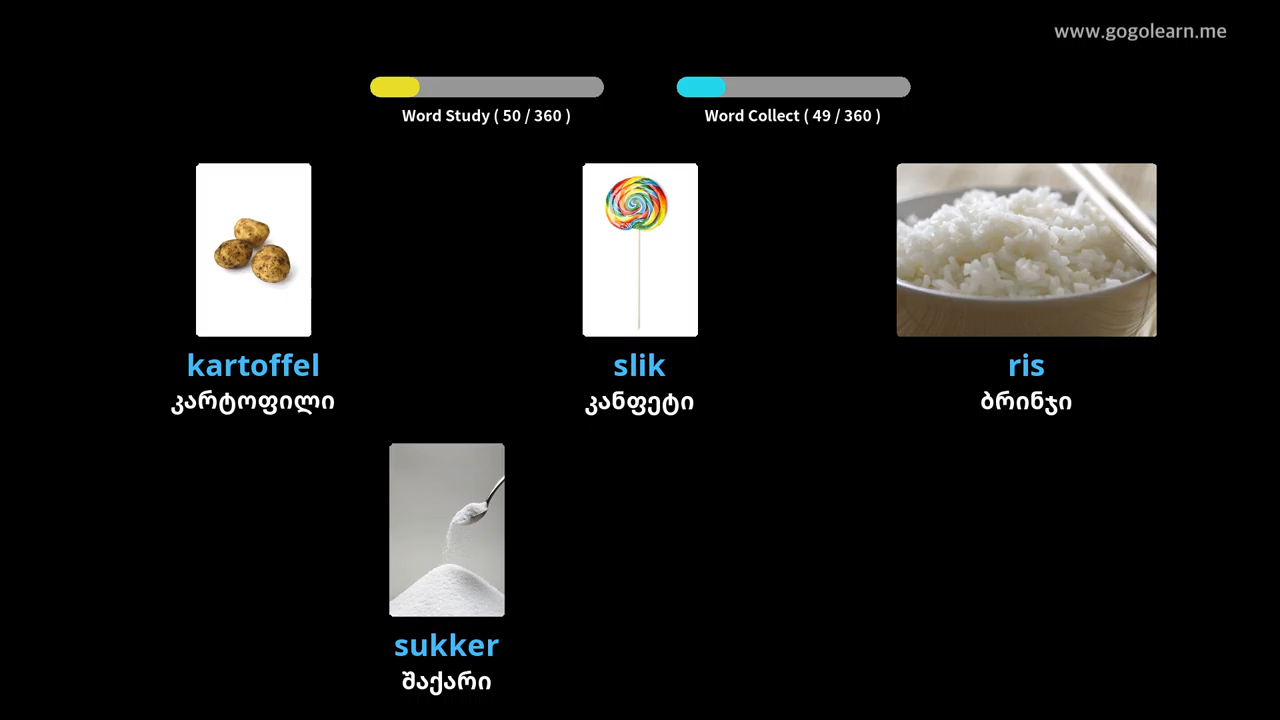 www.gogolearn.me
Word Study ( 50 / 360 )
Word Collect ( 49 / 360 )
kartoffel
კარტოფილი
slik
კანფეტი
ris
ბრინჯი
sukker
შაქარი